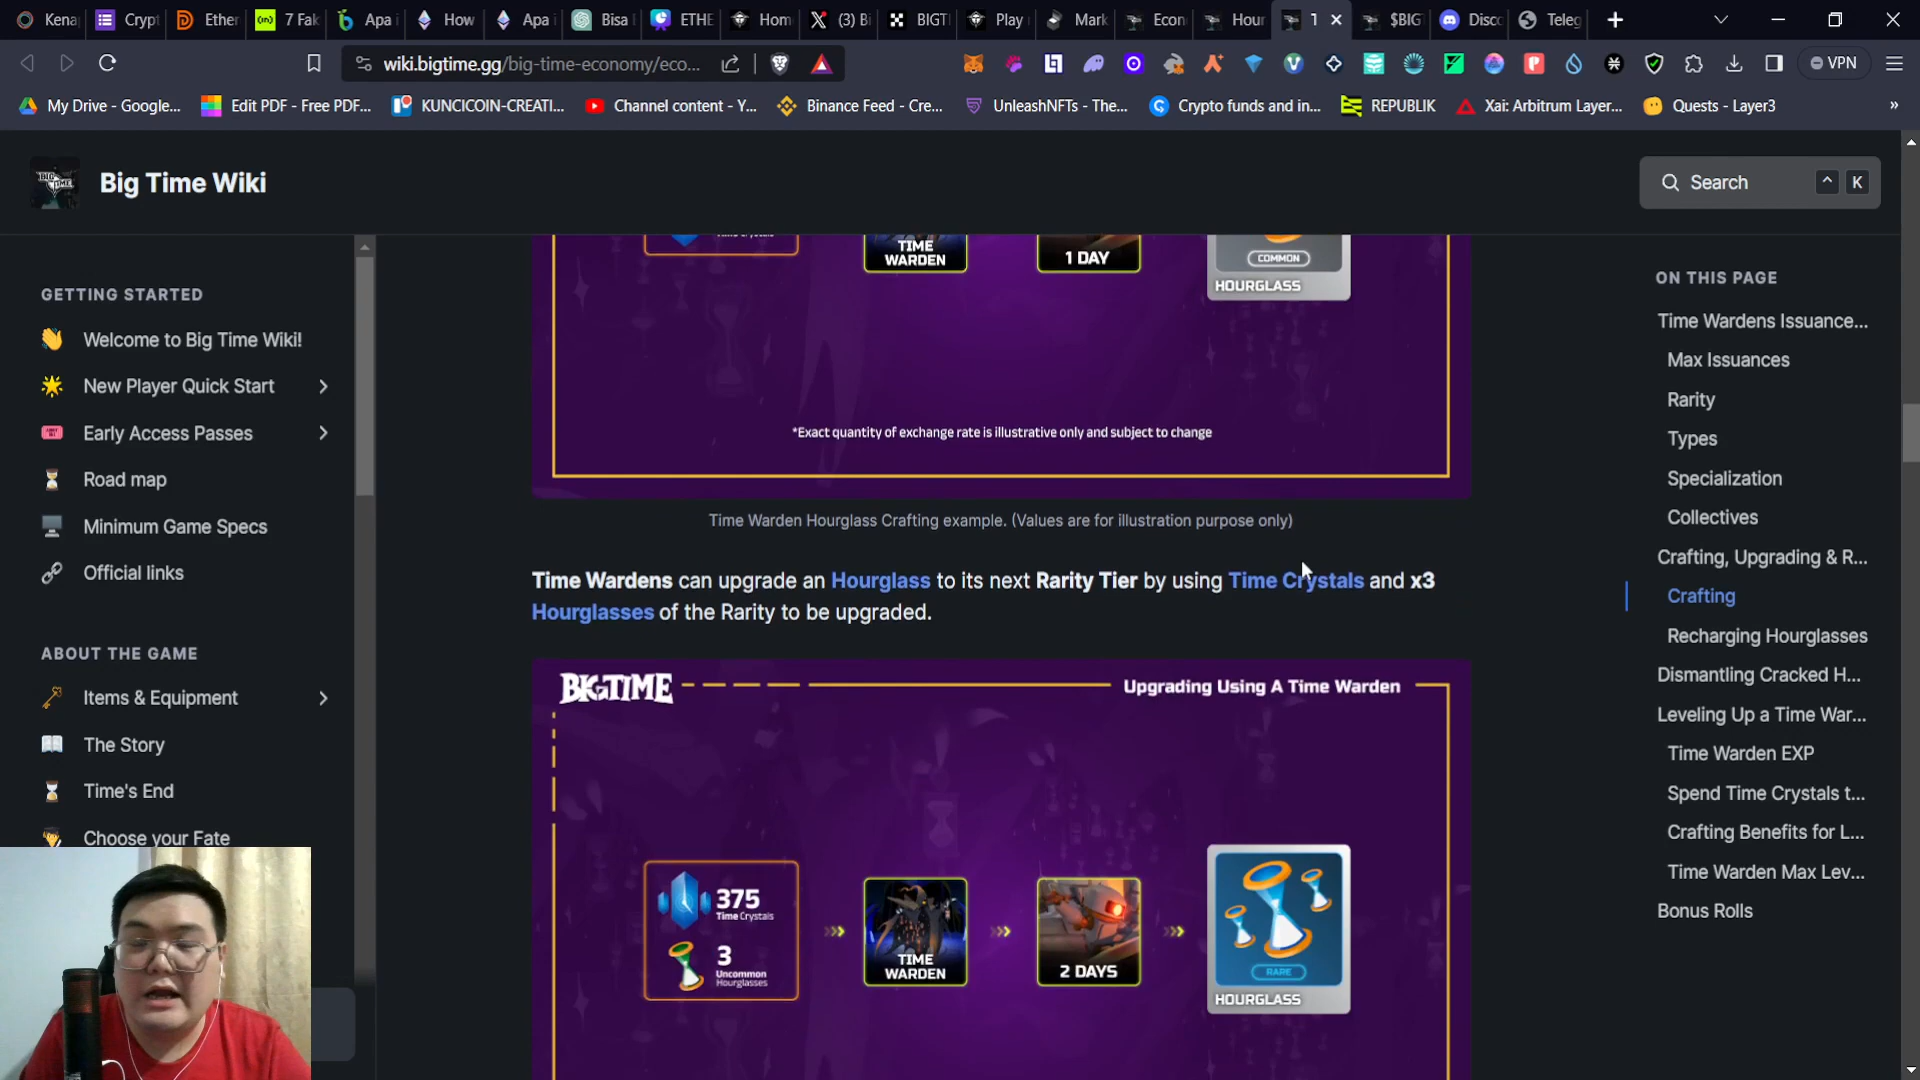 Kena
Crypt
Ether
7 Fak
Apa i
How
Apa i
Bisa
ETHE
Hom
(3) Bi
BIGTI
Play
Mark
Econ
Hour
T
$BIGT
Disco
Teleg
wiki.bigtime.gg/big-time-economy/eco...
VPN
My Drive - Google...
Edit PDF - Free PDF...
KUNCICOIN-CREATI...
Channel content - Y...
Binance Feed - Cre...
UnleashNFTs - The...
Crypto funds and in...
REPUBLIK
Xai: Arbitrum Layer...
Quests - Layer3
Big Time Wiki
Search
^ K
GETTING STARTED
Welcome to Big Time Wiki!
New Player Quick Start
Early Access Passes
Road map
Minimum Game Specs
Official links
ABOUT THE GAME
Items & Equipment
The Story
Time's End
Choose your Fate
Time Crystals
TIME
WARDEN
1 DAY
COMMON
HOURGLASS
*Exact quantity of exchange rate is illustrative only and subject to change
Time Warden Hourglass Crafting example. (Values are for illustration purpose only)
Time Wardens can upgrade an Hourglass to its next Rarity Tier by using Time Crystals and x3
Hourglasses of the Rarity to be upgraded.
BIG TIME
Upgrading Using A Time Warden
375
Time Crystals
3
Uncommon
Hourglasses
TIME
WARDEN
2 DAYS
RARE
HOURGLASS
ON THIS PAGE
Time Wardens Issuance...
Max Issuances
Rarity
Types
Specialization
Collectives
Crafting, Upgrading & R...
Crafting
Recharging Hourglasses
Dismantling Cracked H...
Leveling Up a Time War...
Time Warden EXP
Spend Time Crystals t...
Crafting Benefits for L...
Time Warden Max Lev...
Bonus Rolls